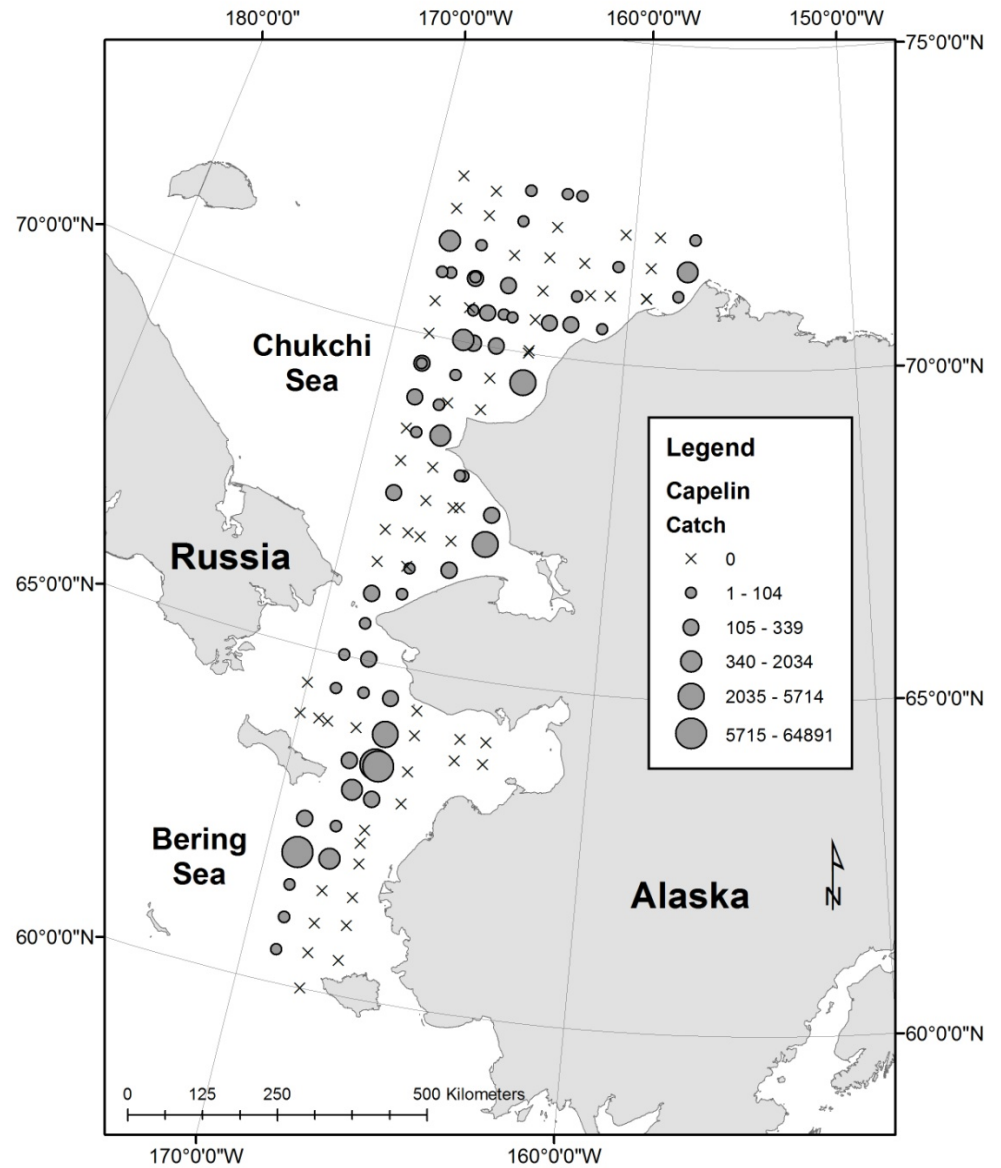 180°0'0" 170°0'0"W 160°0'0"W 150°0'0"W
75°0'0"N
70°0'0"N
Chukchi
Sea
70°0'0"N
Legend
Capelin
Catch
0
1 - 104
105 - 339
340 - 2034
2035 - 5714
5715 - 64891
Russia
65°0'0"N
65°0'0"N
Bering
Sea
Alaska
N
60°0'0"N
60°0'0"N
0 125 250 500 Kilometers
170°0'0"W 160°0'0"W